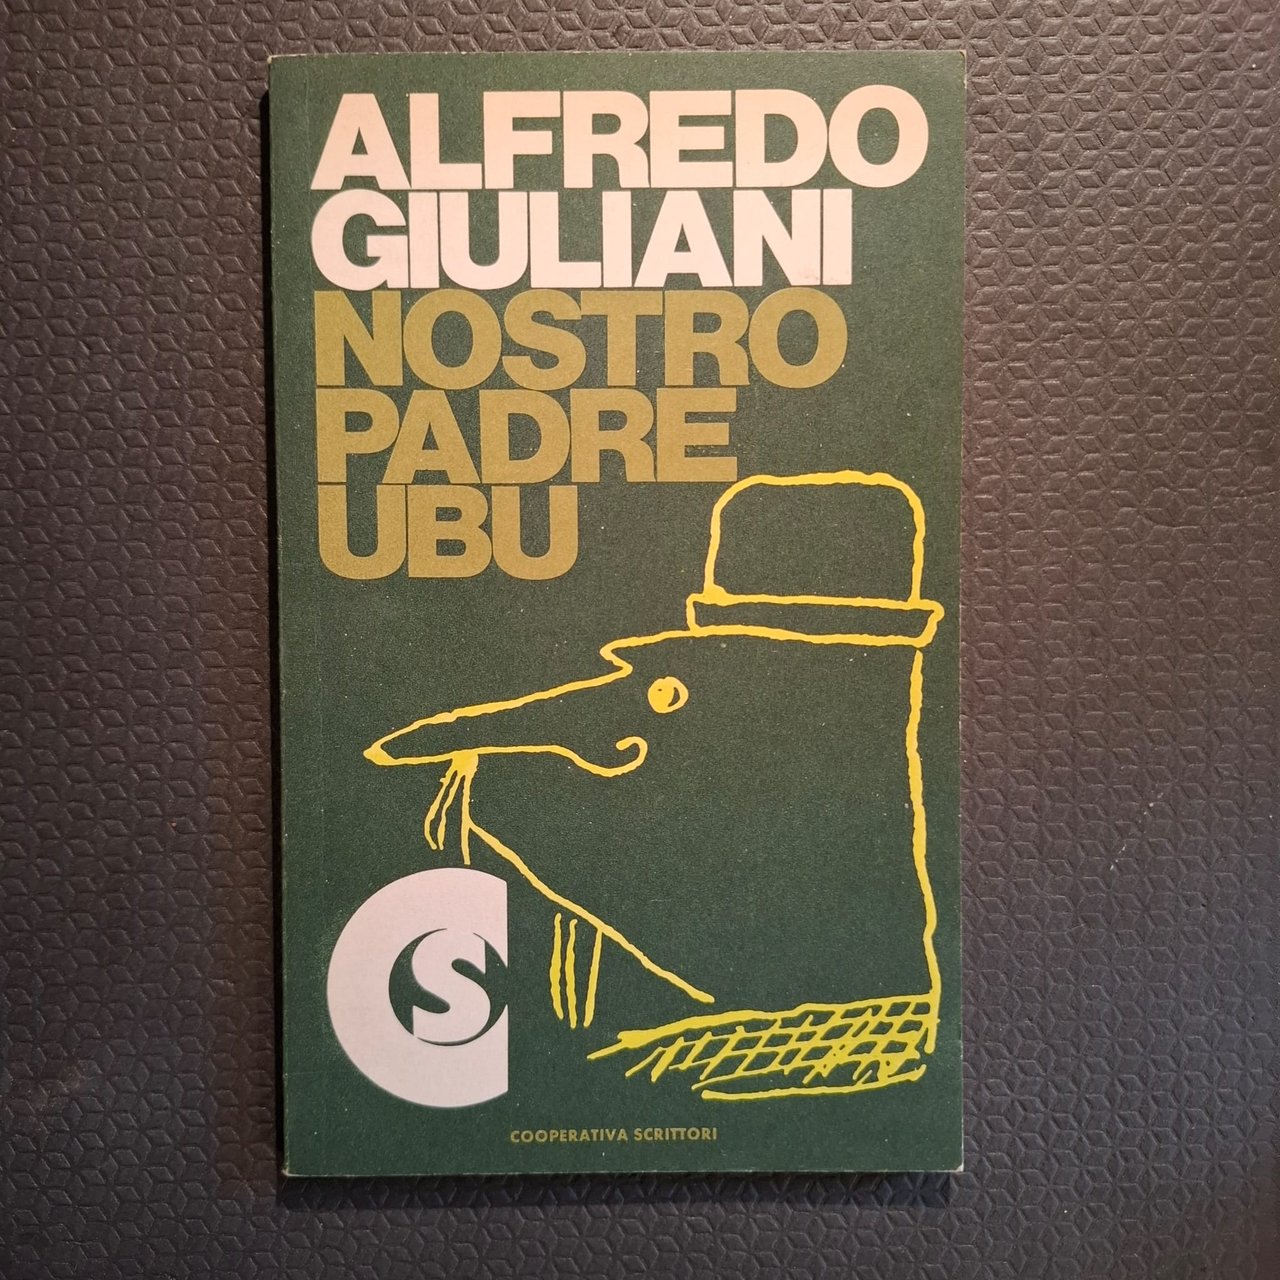 ALFREDO
GIULIANI
NOSTRO
PADRE
UBU
CS
COOPERATIVA SCRITTORI